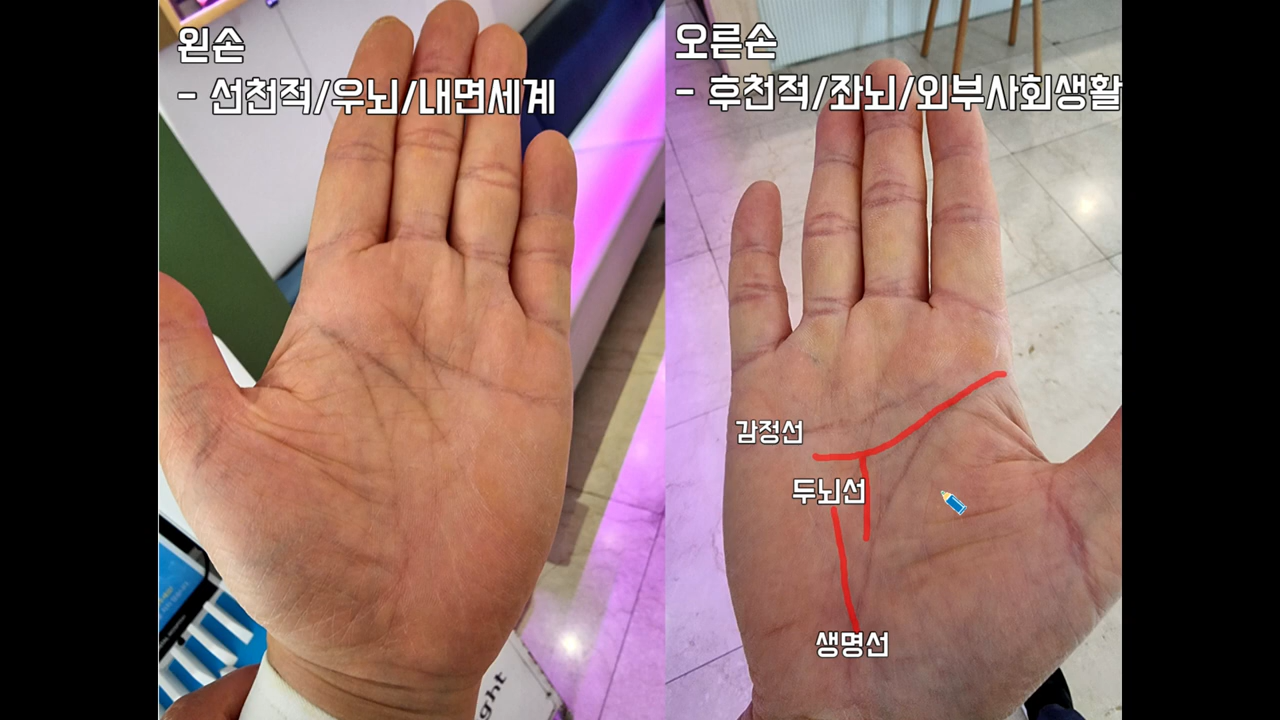 왼손
- 선천적/우뇌/내면세계
오른손
- 후천적/좌뇌/외부사회생활
감정선
두뇌선
생명선
ght